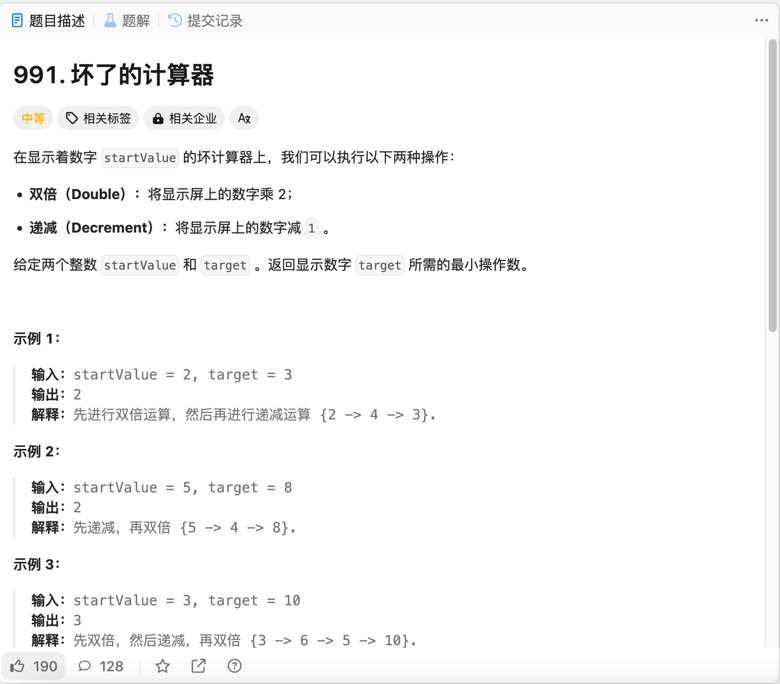 题目描述 题解 提交记录
991. 坏了的计算器
中等 相关标签 相关企业 Aあ
在显示着数字 startValue 的坏计算器上，我们可以执行以下两种操作：
• 双倍（Double）：将显示屏上的数字乘 2；
• 递减（Decrement）：将显示屏上的数字减 1 。
给定两个整数 startValue 和 target 。返回显示数字 target 所需的最小操作数。
示例 1：
输入：startValue = 2, target = 3
输出：2
解释：先进行双倍运算，然后再进行递减运算 {2 -> 4 -> 3}.
示例 2：
输入：startValue = 5, target = 8
输出：2
解释：先递减，再双倍 {5 -> 4 -> 8}.
示例 3：
输入：startValue = 3, target = 10
输出：3
解释：先双倍，然后递减，再双倍 {3 -> 6 -> 5 -> 10}.
190 128